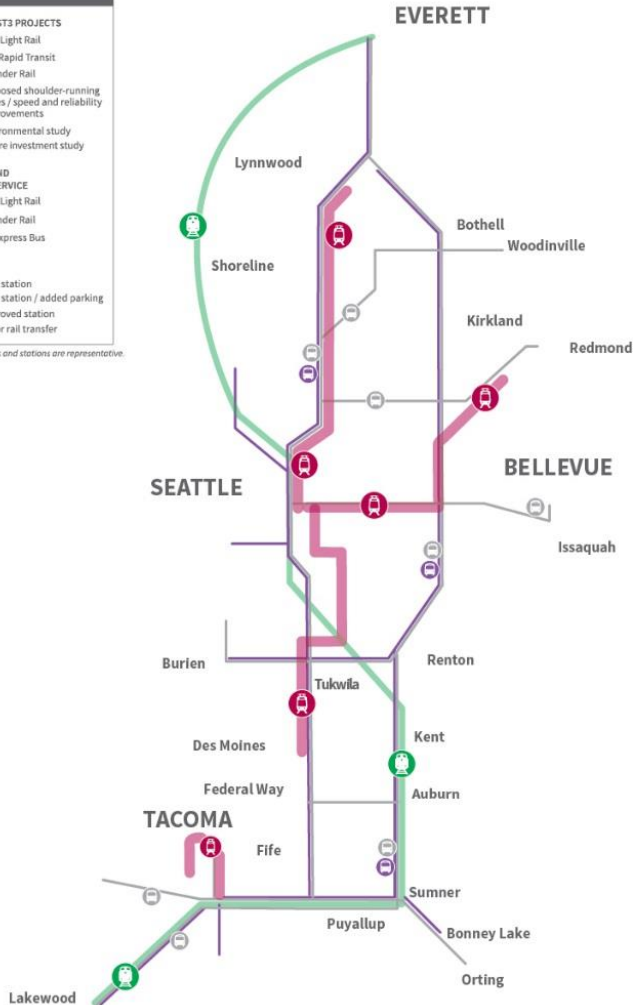 ST3 PROJECTS
Light Rail
Rapid Transit
nder Rail
posed shoulder-running
es / speed and reliability
rovements
ronmental study
re investment study
ND
ERVICE
Light Rail
nder Rail
xpress Bus
station
station / added parking
roved station
r rail transfer
s and stations are representative.
EVERETT
Lynnwood
Bothell
Woodinville
Shoreline
Kirkland
Redmond
BELLEVUE
SEATTLE
Issaquah
Burien
Renton
Tukwila
Kent
Des Moines
Federal Way
Auburn
TACOMA
Fife
Sumner
Puyallup
Bonney Lake
Orting
Lakewood